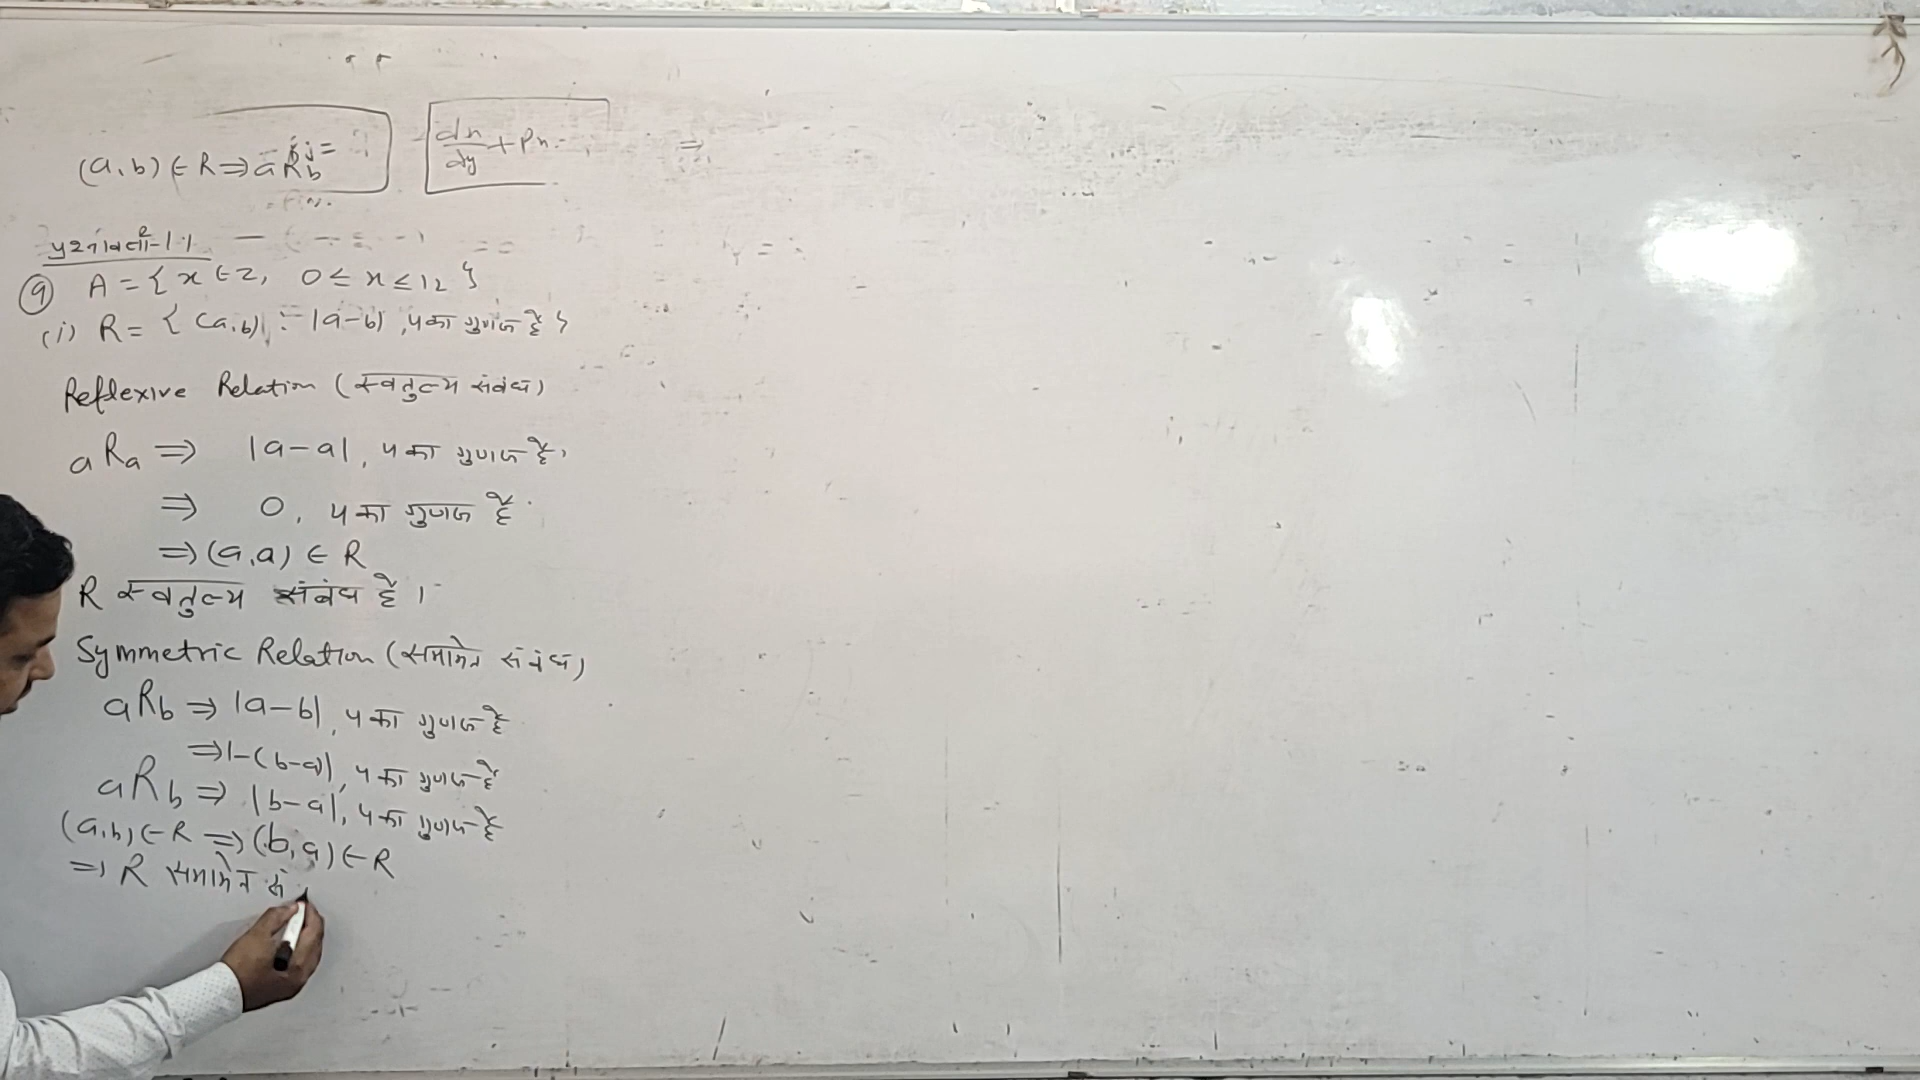 (a,b) ∈ R ⇒ aRb
dx/dy + Px
⇒
प्रश्नावली-1.1
9 A = { x ∈ Z, 0 ≤ x ≤ 12 }
(i) R = { (a,b) : |a-b|, 4 का गुणज है }
Reflexive Relation (स्वतुल्य संबंध)
aRa ⇒ |a-a|, 4 का गुणज है.
⇒ 0, 4 का गुणज है.
⇒ (a,a) ∈ R
R स्वतुल्य संबंध है।
Symmetric Relation (सममित संबंध)
aRb ⇒ |a-b|, 4 का गुणज है
⇒ |-(b-a)|, 4 का गुणज है
aRb ⇒ |b-a|, 4 का गुणज है
(a,b) ∈ R ⇒ (b,a) ∈ R
⇒ R सममित सं